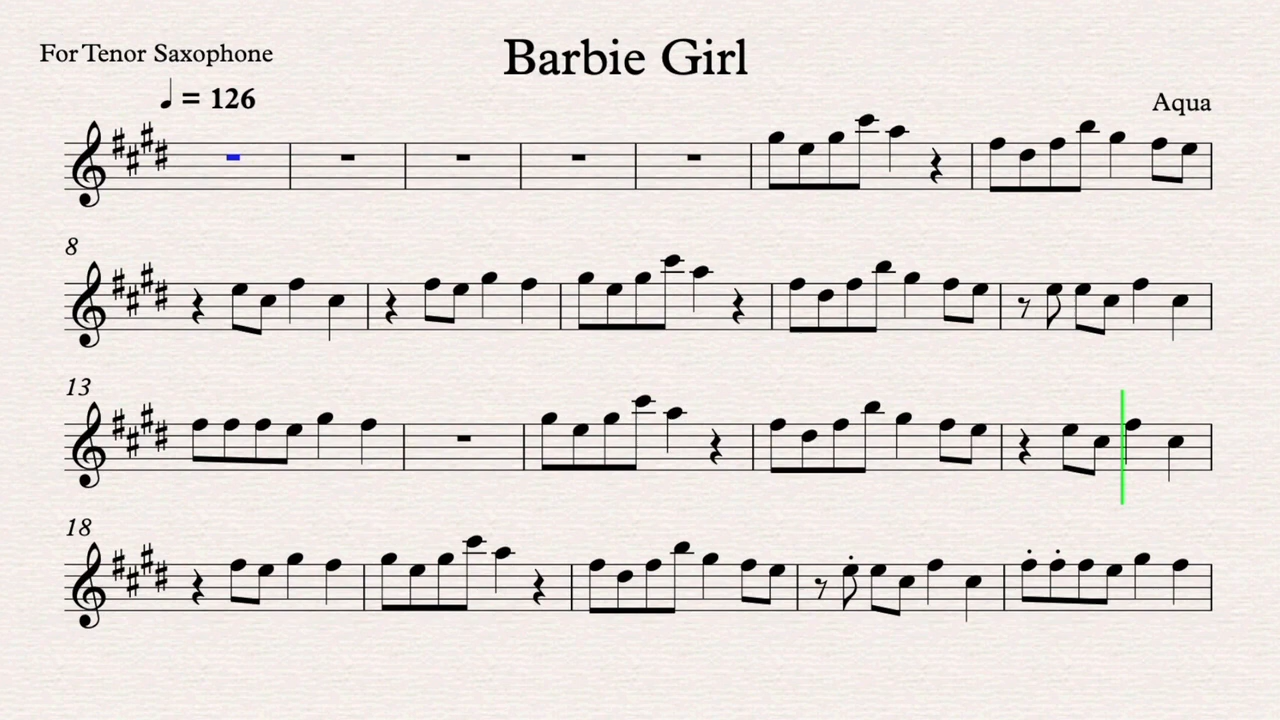 For Tenor Saxophone
Barbie Girl
♩ = 126
Aqua
8
13
18